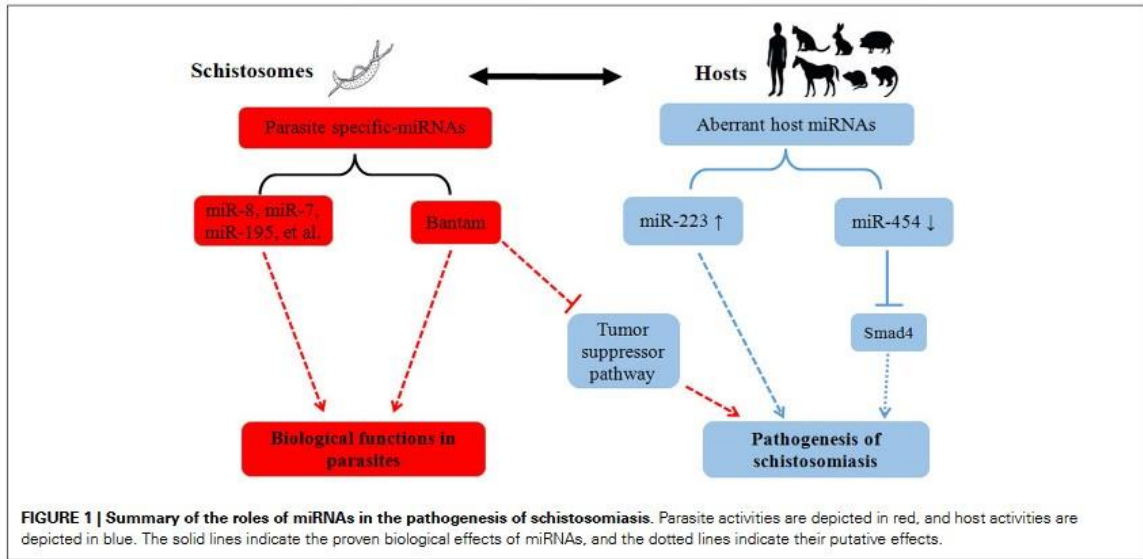 Schistosomes
Hosts
Parasite specific-miRNAs
Aberrant host miRNAs
miR-8, miR-7,
miR-195, et al.
Bantam
miR-223 ↑
miR-454 ↓
Tumor
suppressor
pathway
Smad4
Biological functions in
parasites
Pathogenesis of
schistosomiasis
FIGURE 1 | Summary of the roles of miRNAs in the pathogenesis of schistosomiasis. Parasite activities are depicted in red, and host activities are
depicted in blue. The solid lines indicate the proven biological effects of miRNAs, and the dotted lines indicate their putative effects.